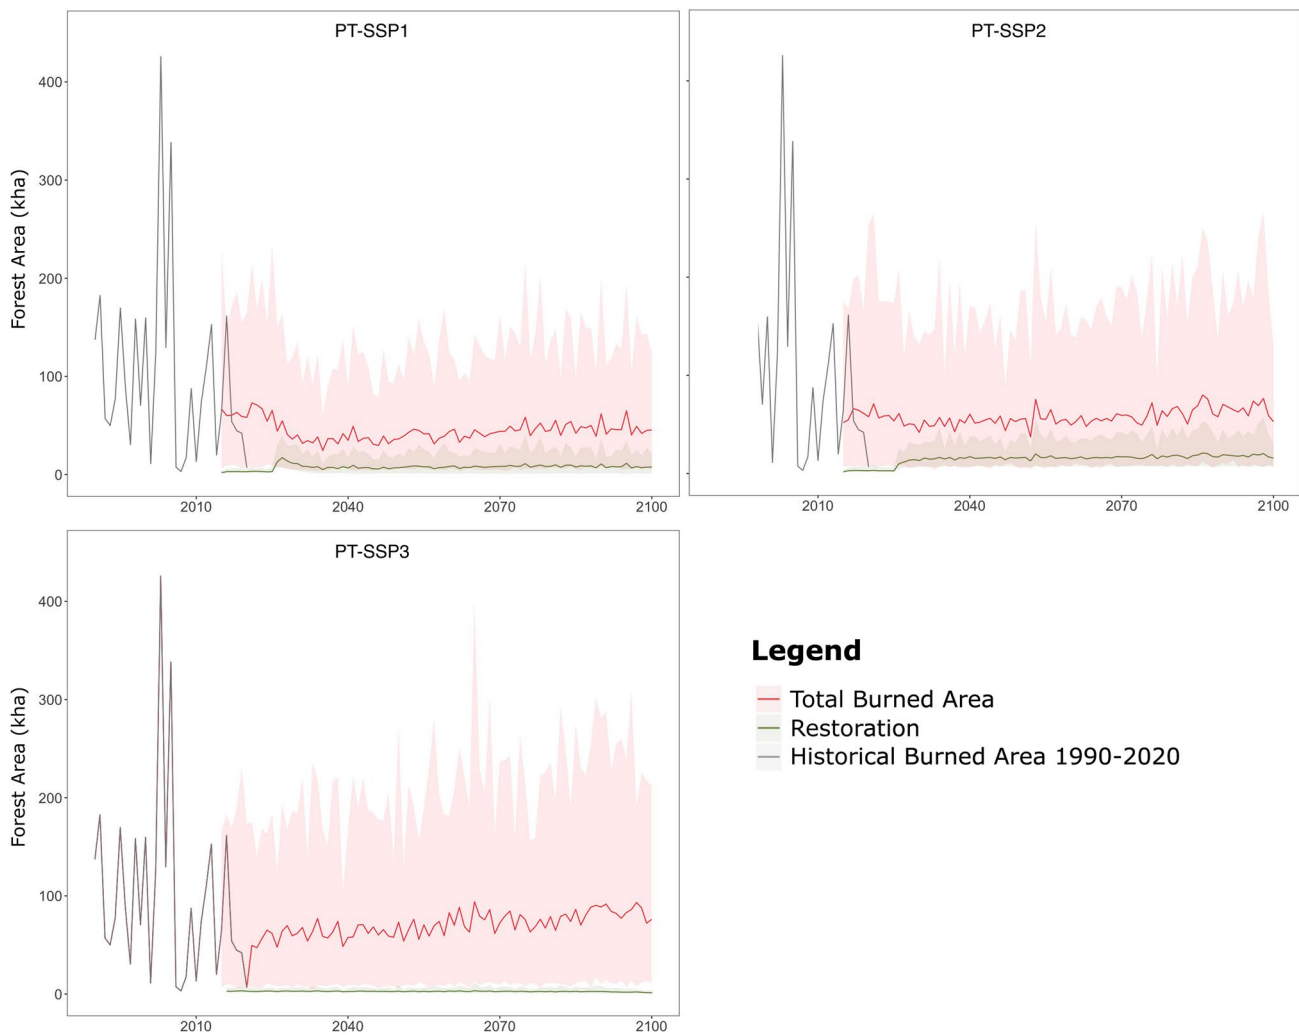 PT-SSP1
PT-SSP2
400
300
200
100
0
Forest Area (kha)
2010 2040 2070 2100
2010 2040 2070 2100
PT-SSP3
400
300
200
100
0
Forest Area (kha)
2010 2040 2070 2100
Legend
Total Burned Area
Restoration
Historical Burned Area 1990-2020